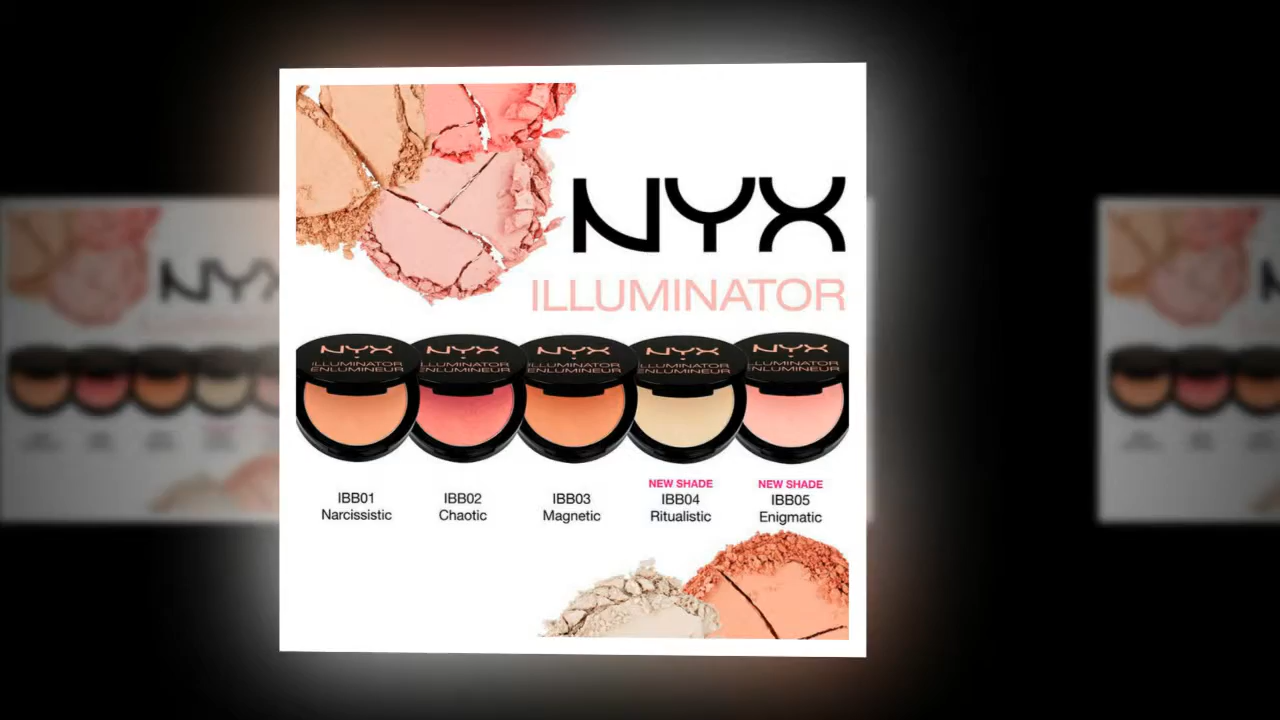 NYX
ILLUMINATOR
NYX NYX NYX NYX NYX
ILLUMINATOR ILLUMINATOR ILLUMINATOR ILLUMINATOR ILLUMINATOR
ENLUMINEUR ENLUMINEUR ENLUMINEUR ENLUMINEUR ENLUMINEUR
NEW SHADE NEW SHADE
IBB01 IBB02 IBB03 IBB04 IBB05
Narcissistic Chaotic Magnetic Ritualistic Enigmatic
NYX